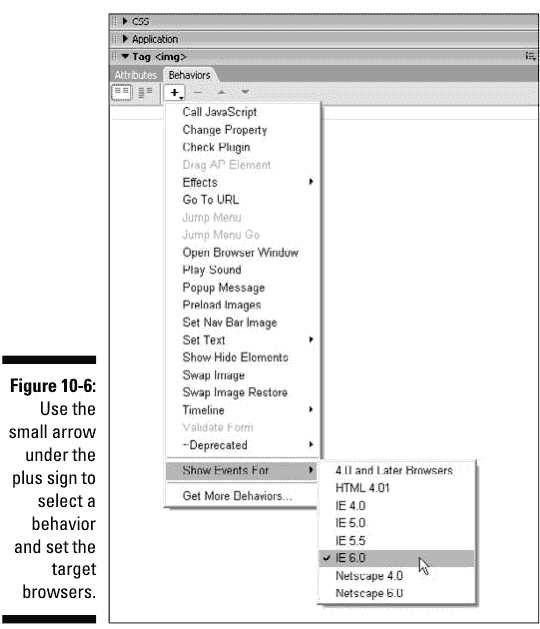 CSS
Application
Tag <img>
Attributes Behaviors
Call JavaScript
Change Property
Check Plugin
Drag AP Element
Effects
Go To URL
Jump Menu
Jump Menu Go
Open Browser Window
Play Sound
Popup Message
Preload Images
Set Nav Bar Image
Set Text
Show Hide Elements
Swap Image
Swap Image Restore
Timeline
Validate Form
~Deprecated
Show Events For
Get More Behaviors...
4.0 and Later Browsers
HTML 4.01
IE 4.0
IE 5.0
IE 5.5
IE 6.0
Netscape 4.0
Netscape 6.0
Figure 10-6:
Use the
small arrow
under the
plus sign to
select a
behavior
and set the
target
browsers.